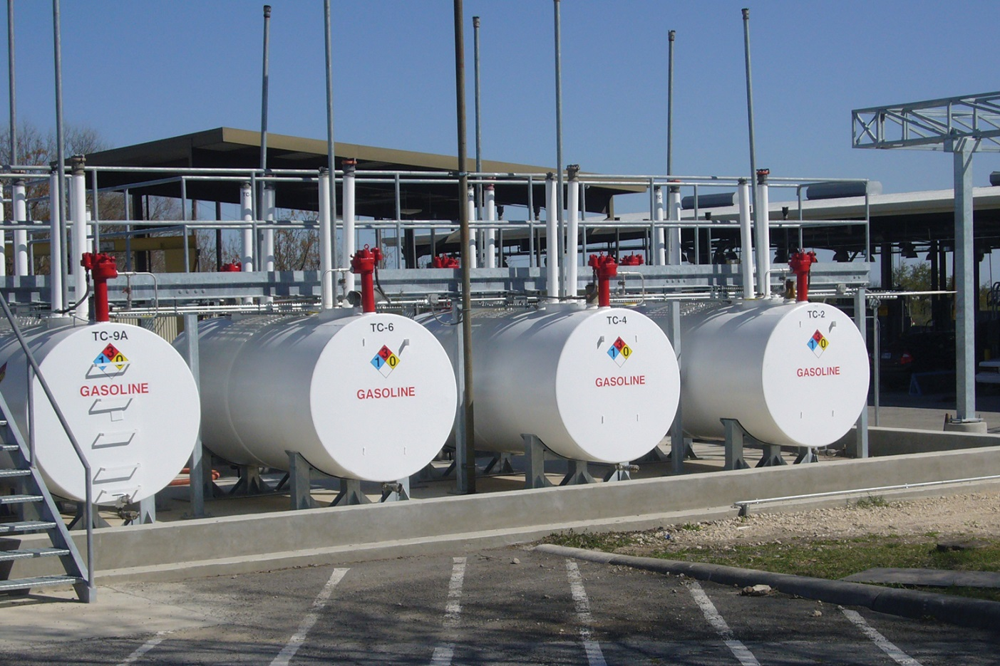 TC-9A
3
1 0
GASOLINE
TC-6
3
1 0
GASOLINE
TC-4
3
1 0
GASOLINE
TC-2
3
1 0
GASOLINE